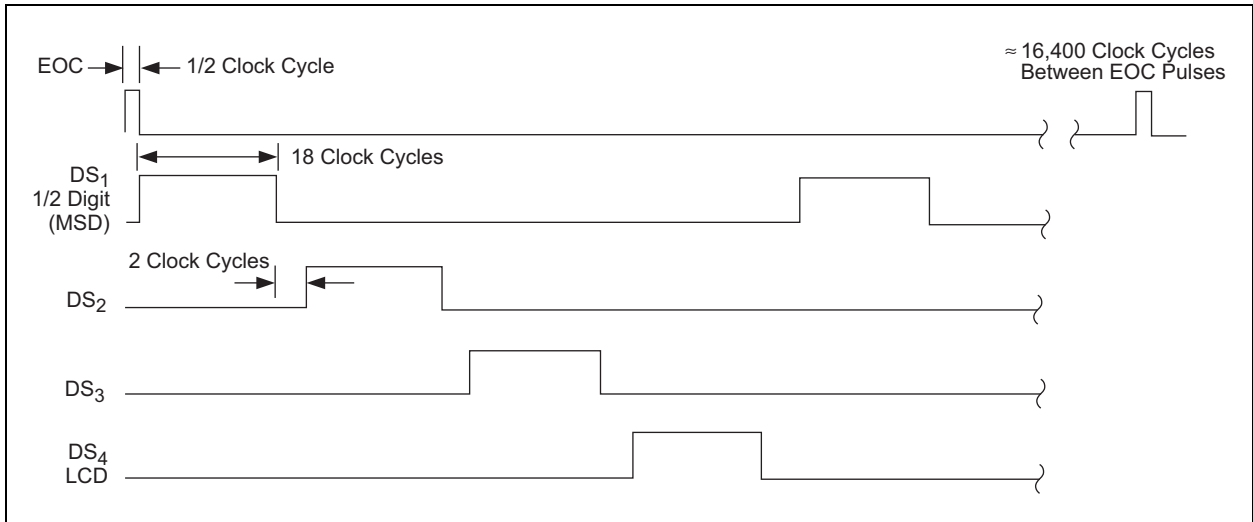 EOC
1/2 Clock Cycle
≈ 16,400 Clock Cycles
Between EOC Pulses
18 Clock Cycles
DS1
1/2 Digit
(MSD)
2 Clock Cycles
DS2
DS3
DS4
LCD